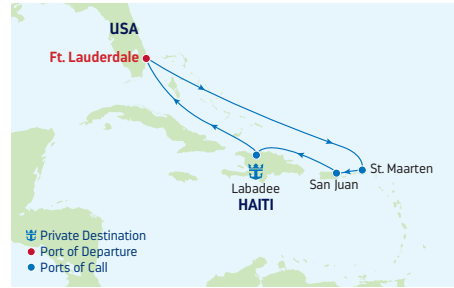 USA
Ft. Lauderdale
St. Maarten
San Juan
Labadee
HAITI
Private Destination
Port of Departure
Ports of Call